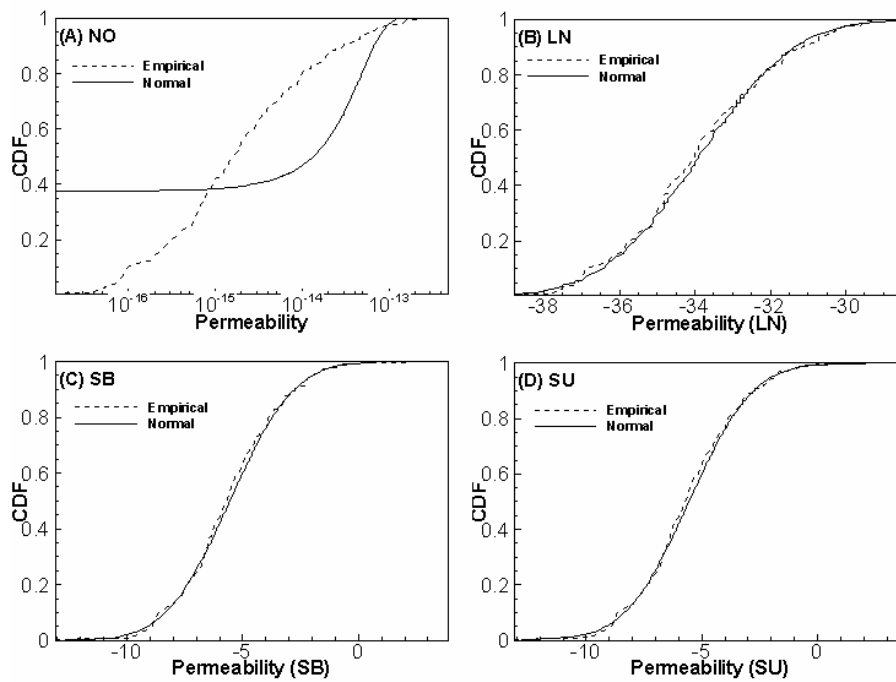 (A) NO
Empirical
Normal
CDF
1
0.8
0.6
0.4
0.2
10-16
10-15
10-14
10-13
Permeability
(B) LN
Empirical
Normal
CDF
1
0.8
0.6
0.4
0.2
-38
-36
-34
-32
-30
Permeability (LN)
(C) SB
Empirical
Normal
CDF
1
0.8
0.6
0.4
0.2
0
-10
-5
0
Permeability (SB)
(D) SU
Empirical
Normal
CDF
1
0.8
0.6
0.4
0.2
0
-10
-5
0
Permeability (SU)